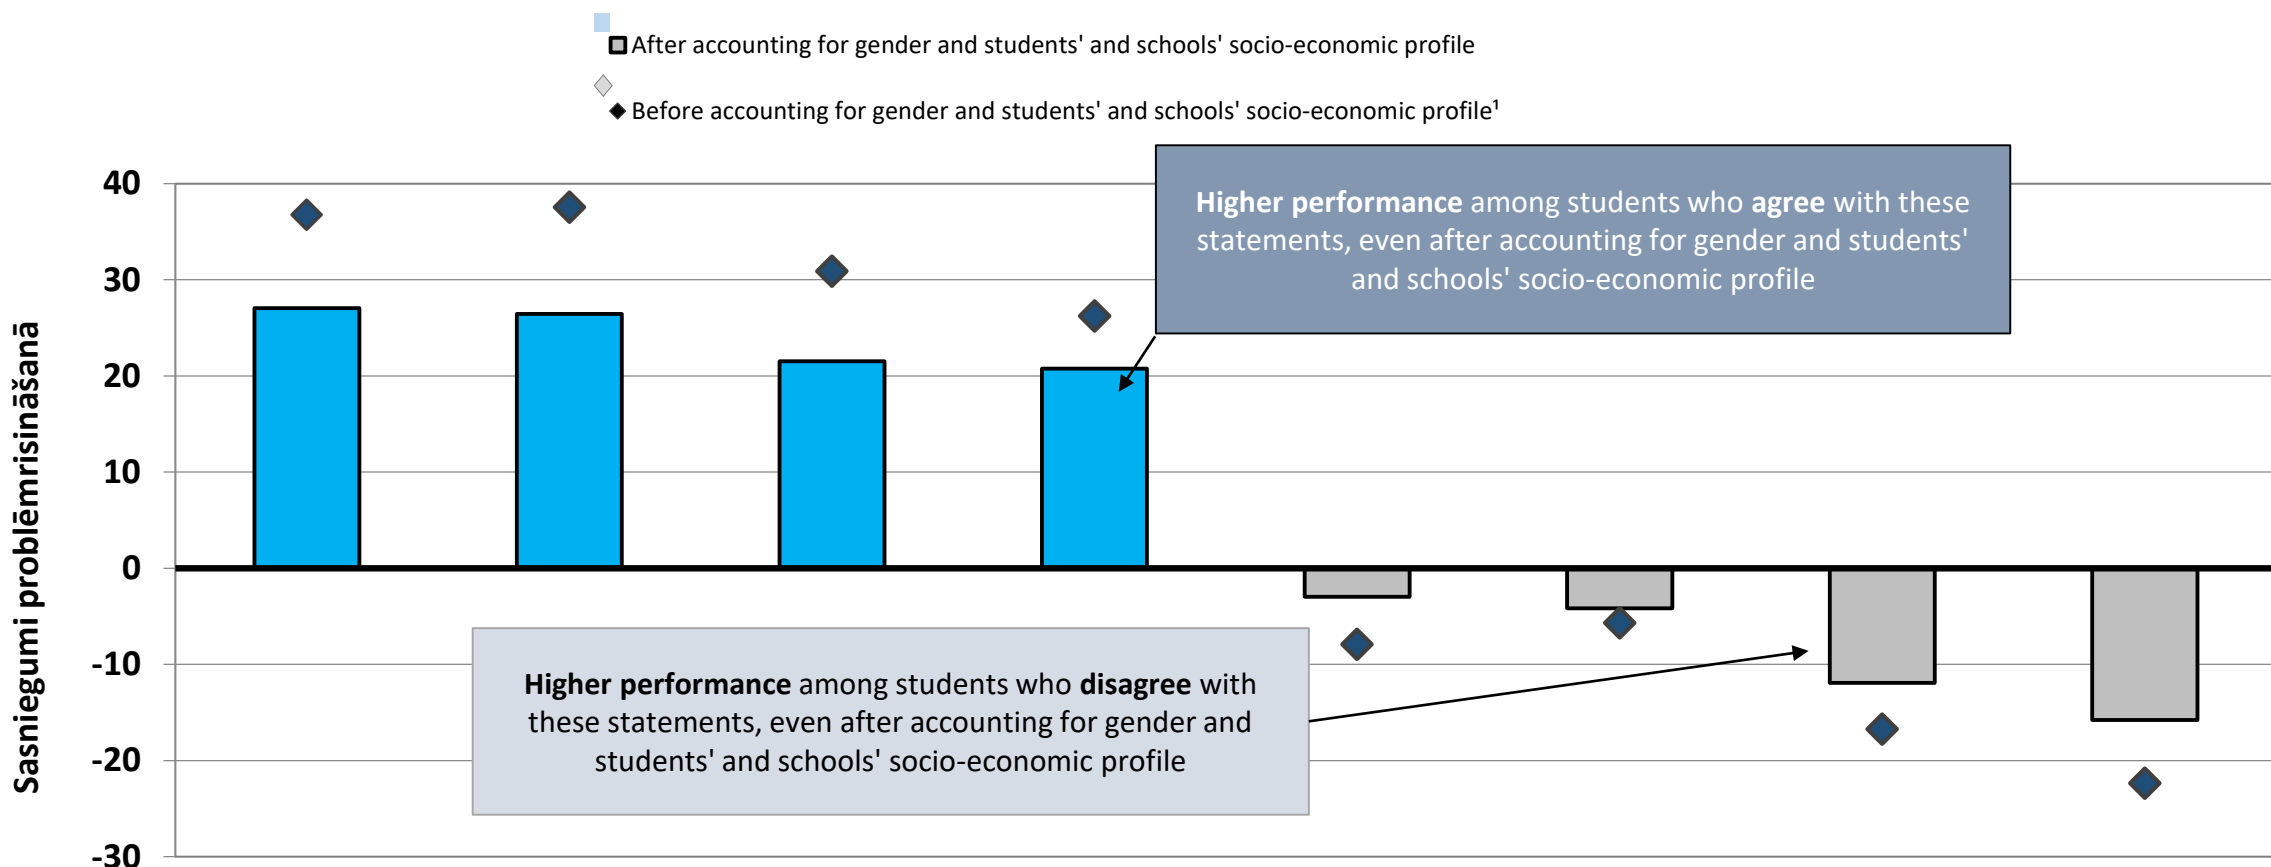 After accounting for gender and students' and schools' socio-economic profile
Before accounting for gender and students' and schools' socio-economic profile¹
Higher performance among students who agree with these
statements, even after accounting for gender and students'
and schools' socio-economic profile
Sasniegumi problēmrisināšanā
40
30
20
10
0
-10
-20
-30
Higher performance among students who disagree with
these statements, even after accounting for gender and
students' and schools' socio-economic profile